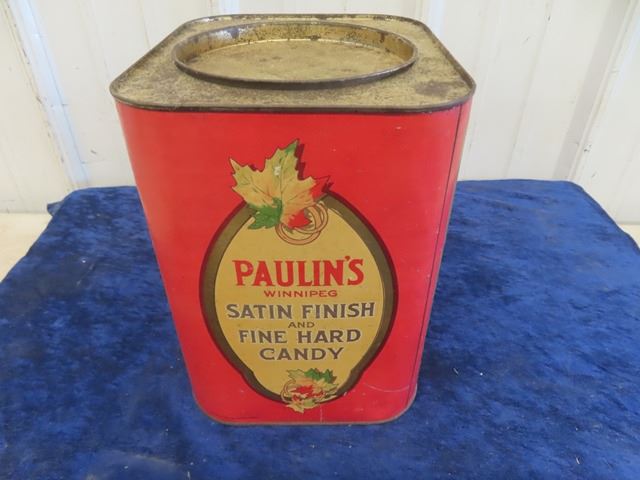 PAULIN'S
WINNIPEG
SATIN FINISH
AND
FINE HARD
CANDY